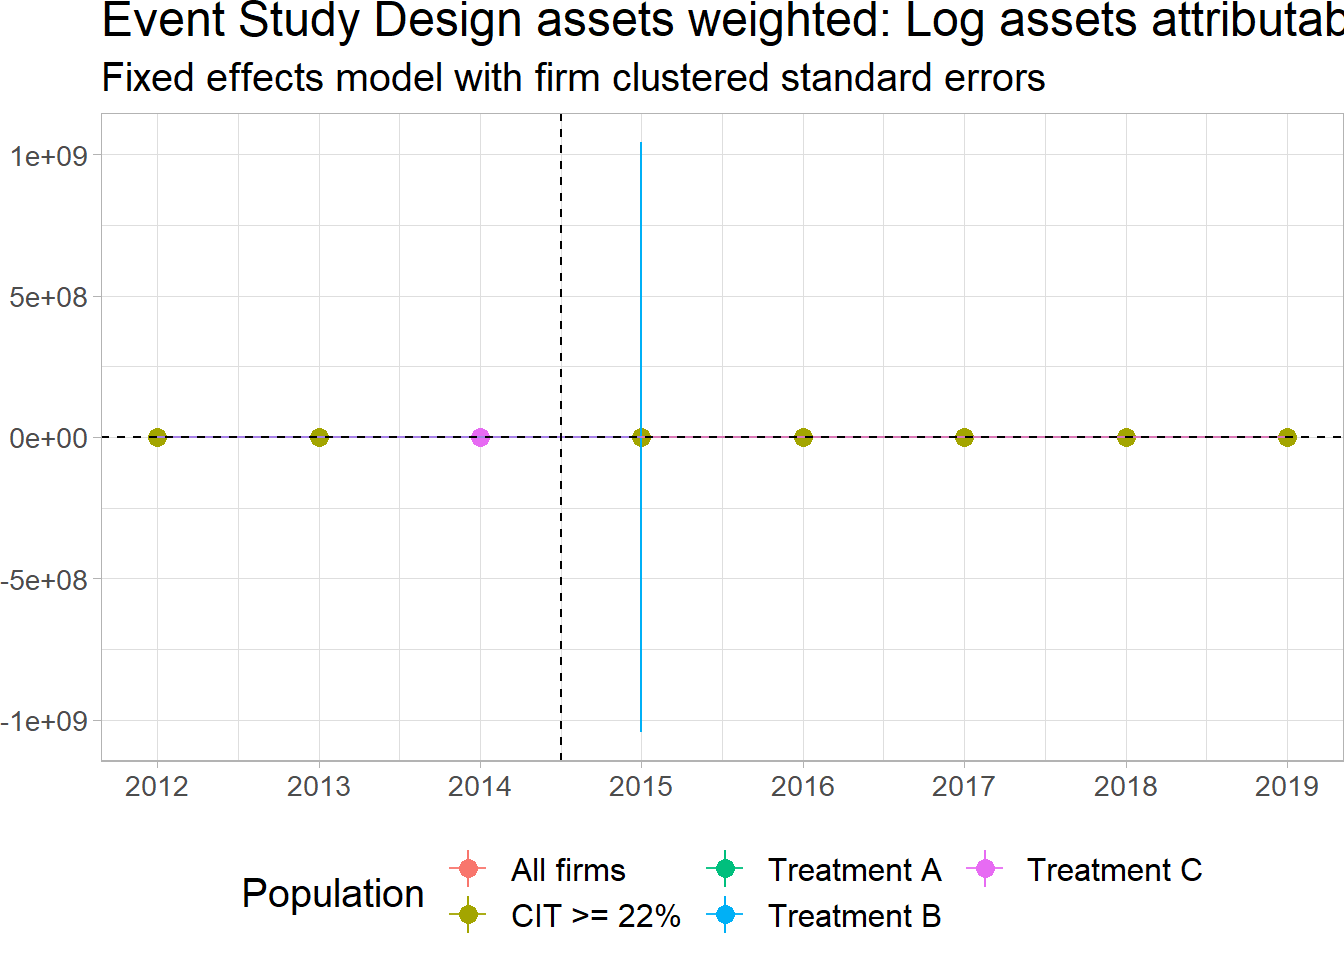 Event Study Design assets weighted: Log assets attributab
Fixed effects model with firm clustered standard errors
1e+09
5e+08
0e+00
-5e+08
-1e+09
2012 2013 2014 2015 2016 2017 2018 2019
Population
All firms Treatment A Treatment C
CIT >= 22% Treatment B